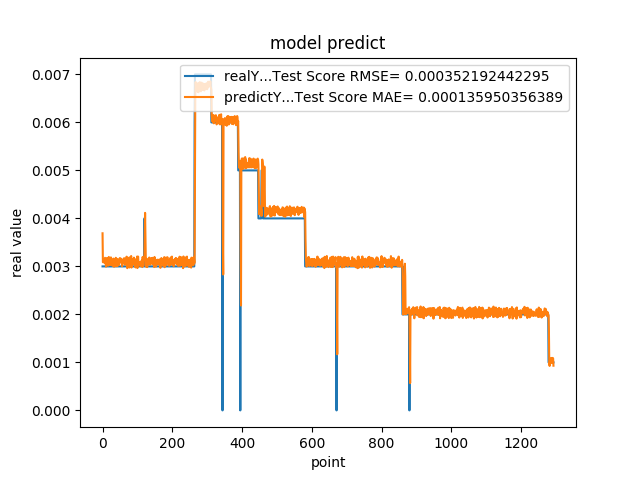 model predict
realY...Test Score RMSE= 0.000352192442295
predictY...Test Score MAE= 0.000135950356389
0.007
0.006
0.005
0.004
0.003
0.002
0.001
0.000
real value
0 200 400 600 800 1000 1200
point